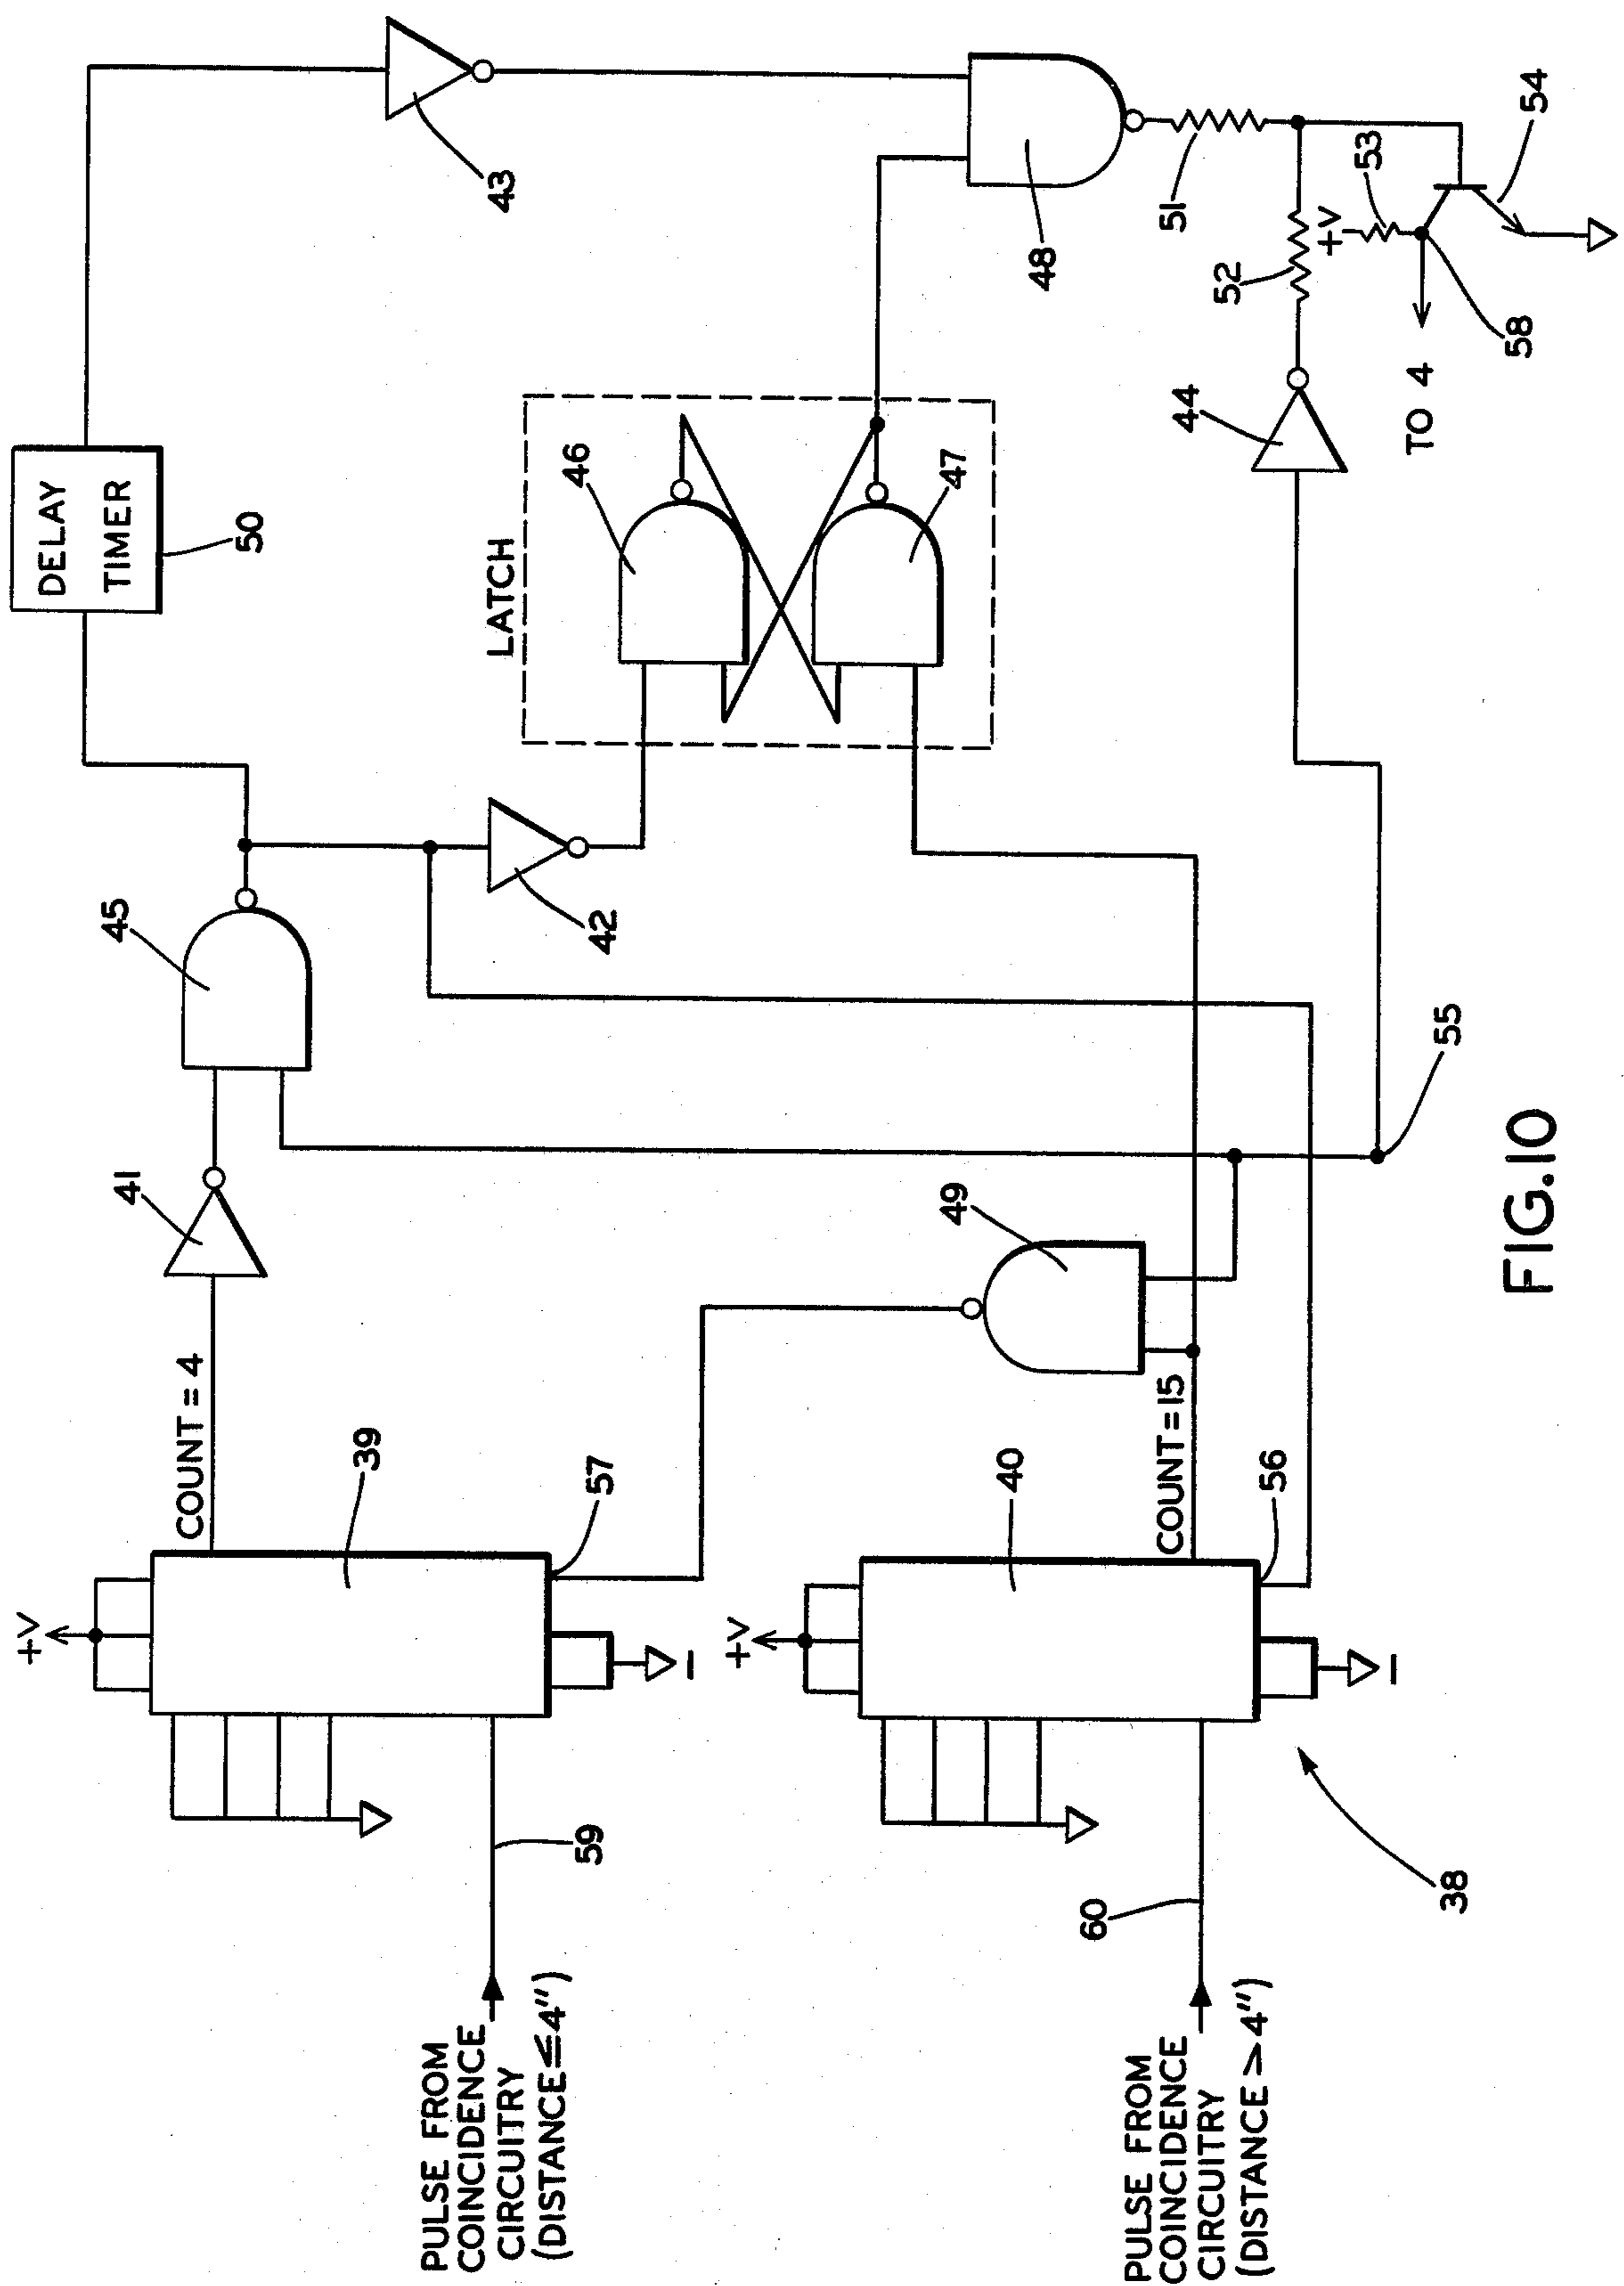 DELAY
TIMER
50
43
45
LATCH
46
42
47
48
41
COUNT = 4
+V
39
57
49
51
52
+V
53
54
58
44
TO 4
59
PULSE FROM
COINCIDENCE
CIRCUITRY
(DISTANCE≤4")
+V
40
COUNT=15
56
55
60
38
PULSE FROM
COINCIDENCE
CIRCUITRY
(DISTANCE >4")
FIG.10